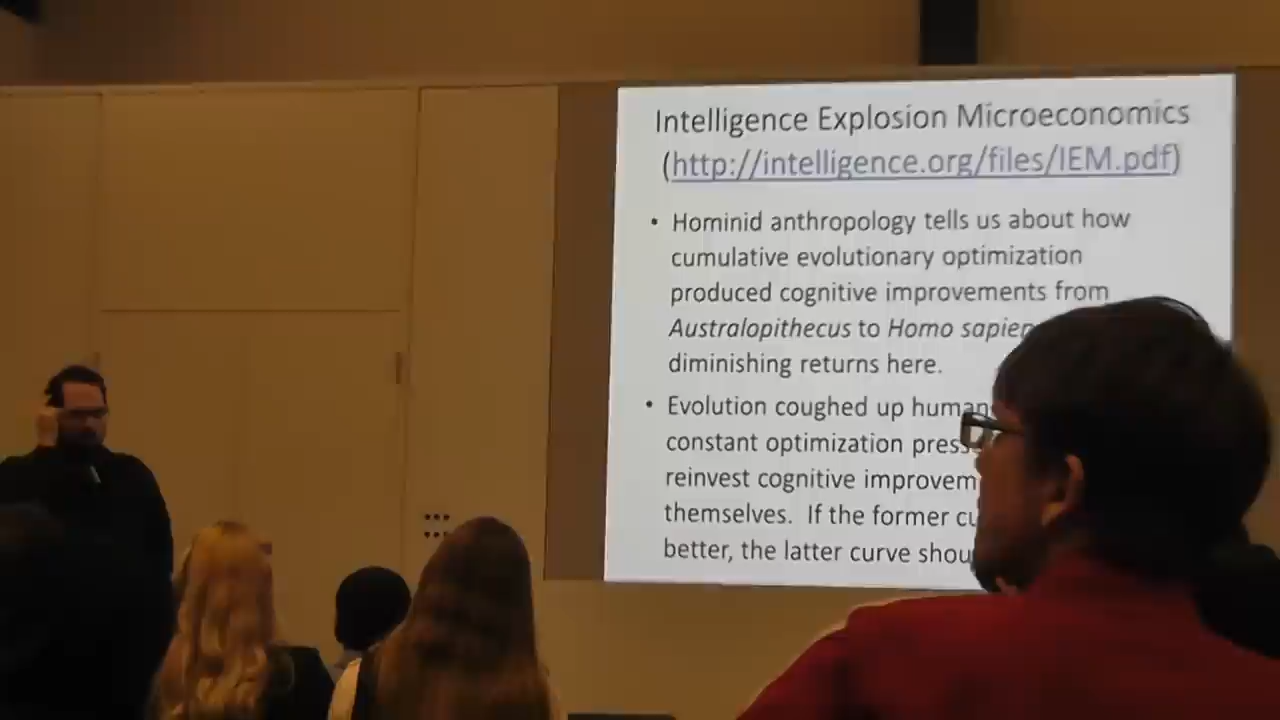 Intelligence Explosion Microeconomics
(http://intelligence.org/files/IEM.pdf)
• Hominid anthropology tells us about how
cumulative evolutionary optimization
produced cognitive improvements from
Australopithecus to Homo
diminishing returns here.
• Evolution coughed up
constant optimization
reinvest cognitive
themselves. If the former
better, the latter curve